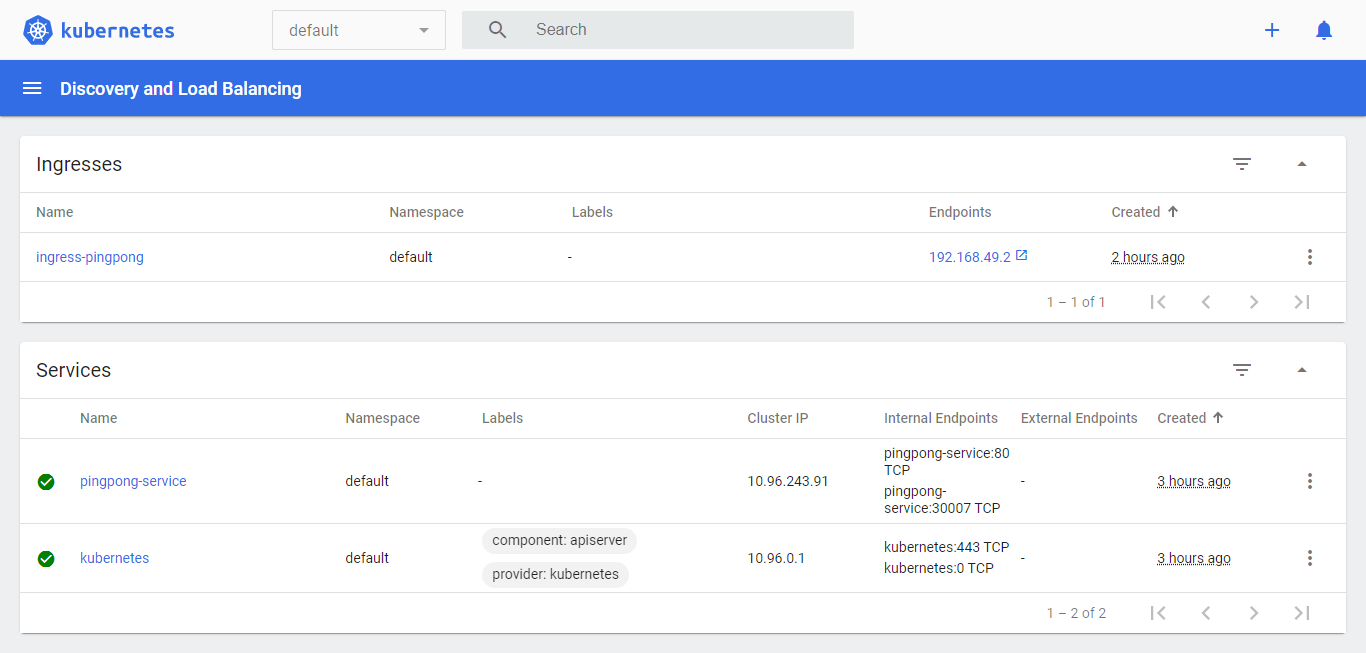 kubernetes
default
Search
Discovery and Load Balancing
Ingresses
Name Namespace Labels Endpoints Created
ingress-pingpong default - 192.168.49.2 2 hours ago
1 – 1 of 1
Services
Name Namespace Labels Cluster IP Internal Endpoints External Endpoints Created
pingpong-service default - 10.96.243.91
pingpong-service:80
TCP
pingpong-
service:30007 TCP
- 3 hours ago
kubernetes default
component: apiserver
provider: kubernetes
10.96.0.1
kubernetes:443 TCP
kubernetes:0 TCP
- 3 hours ago
1 – 2 of 2